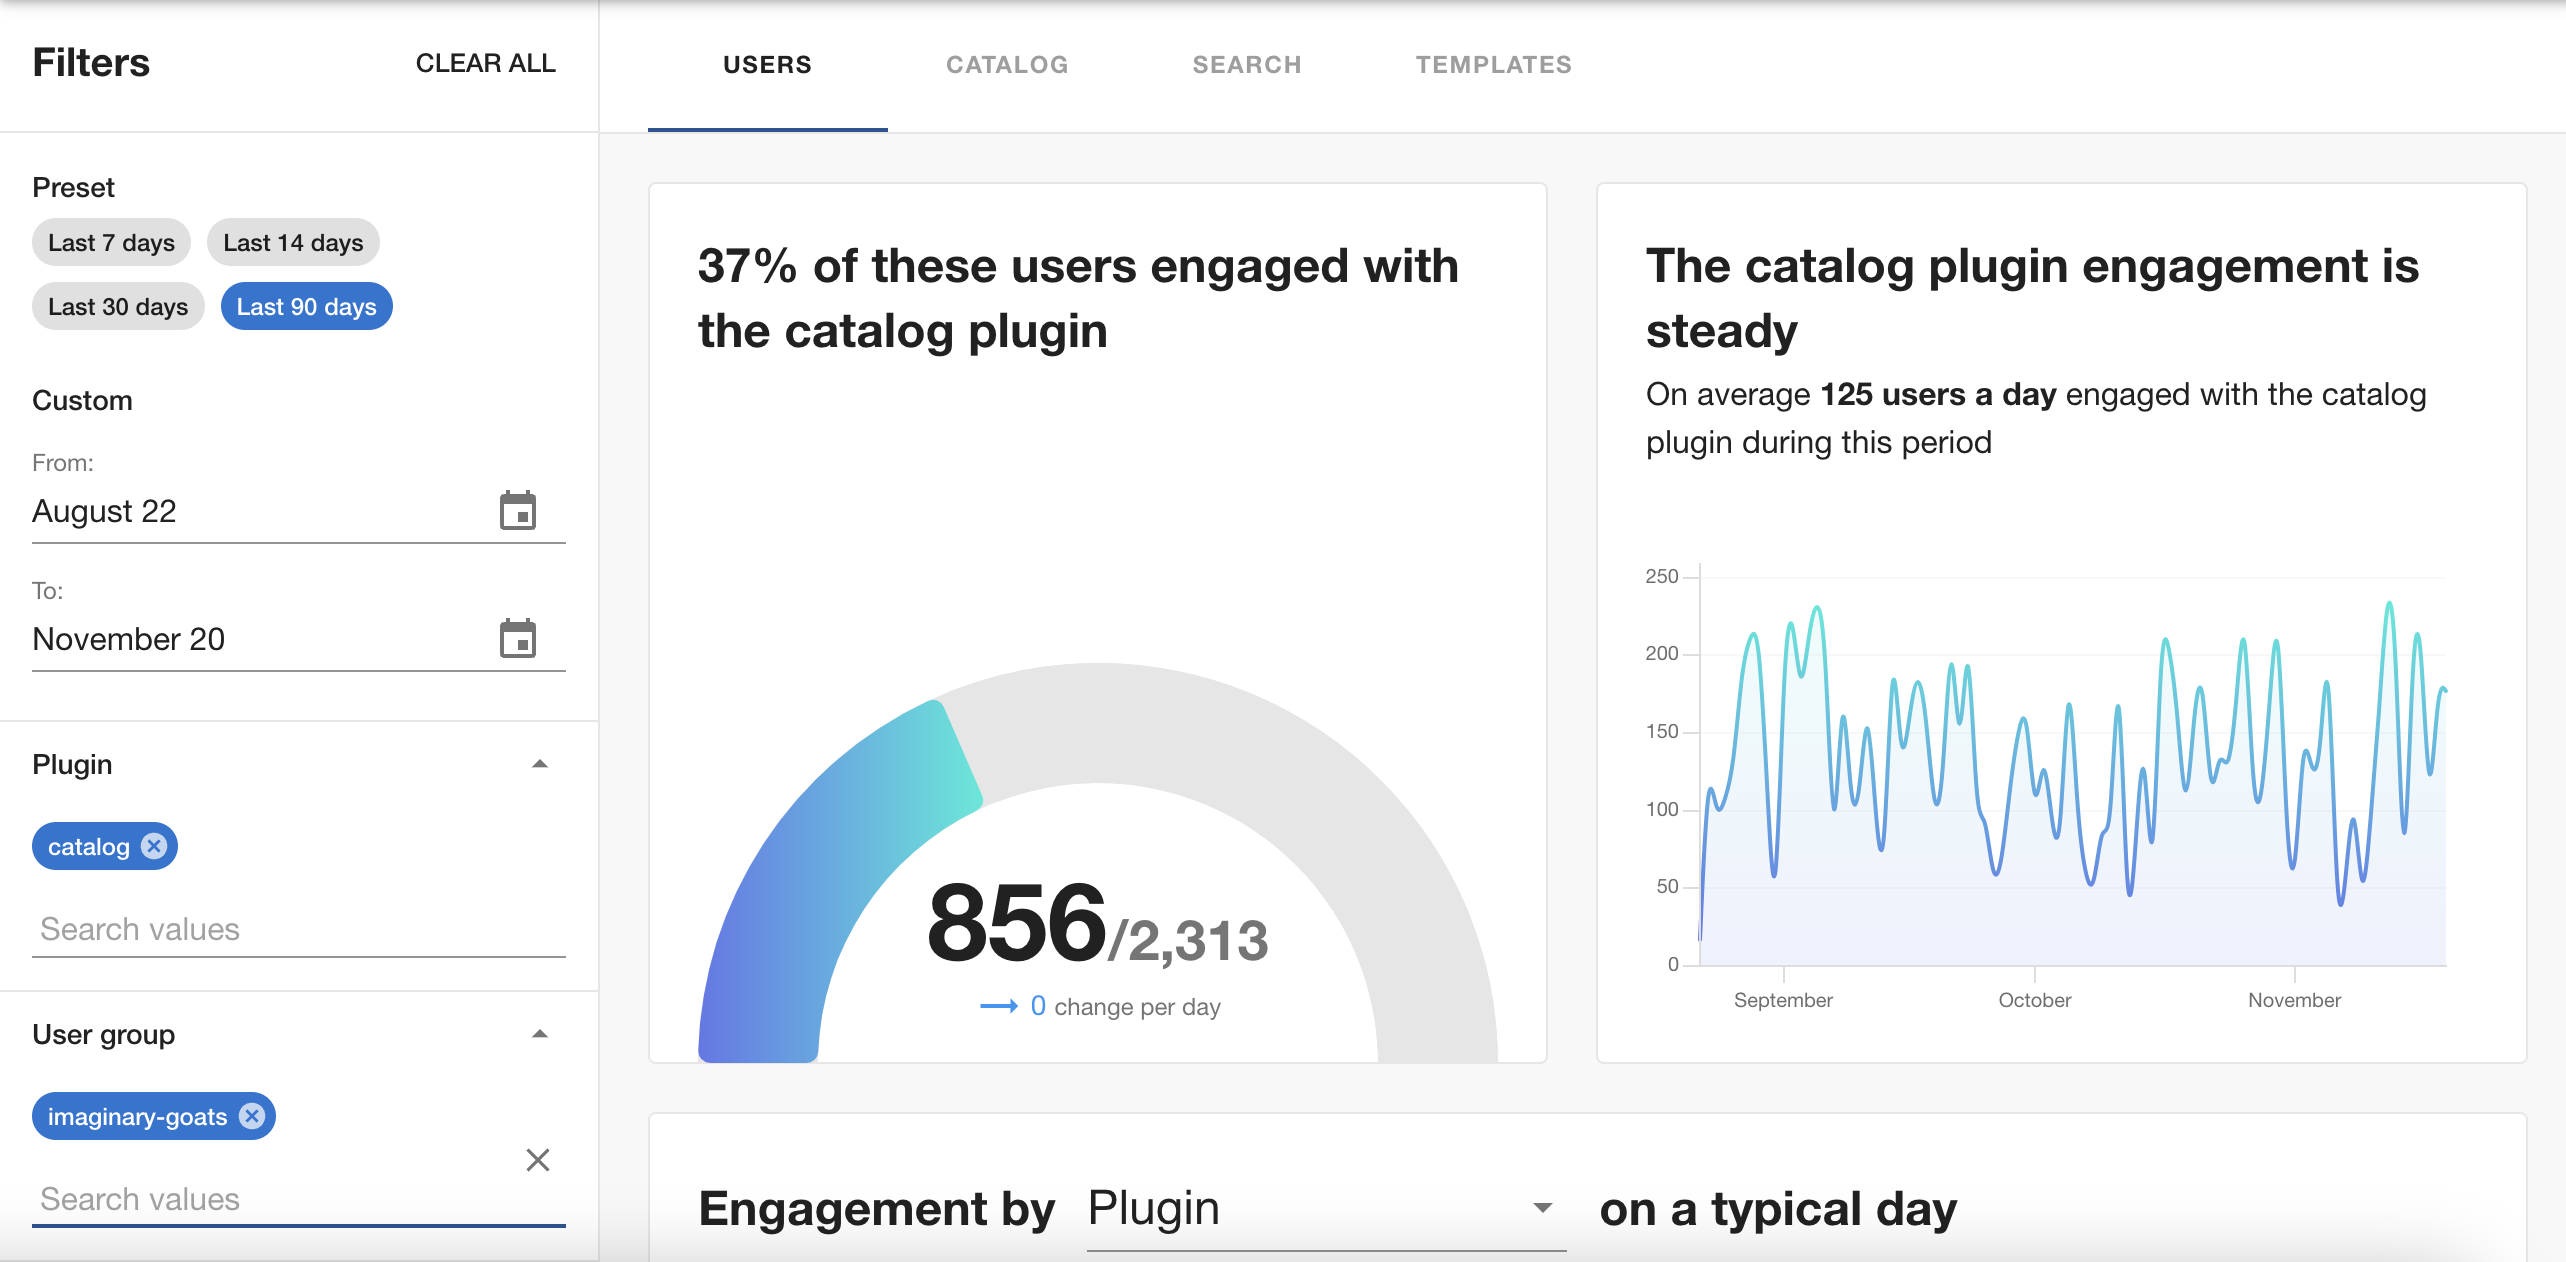 Filters
CLEAR ALL
Preset
Last 7 days
Last 14 days
Last 30 days
Last 90 days
Custom
From:
August 22
To:
November 20
Plugin
catalog
Search values
User group
imaginary-goats
Search values
USERS
CATALOG
SEARCH
TEMPLATES
37% of these users engaged with
the catalog plugin
856/2,313
0 change per day
The catalog plugin engagement is
steady
On average 125 users a day engaged with the catalog
plugin during this period
250
200
150
100
50
0
September
October
November
Engagement by Plugin on a typical day